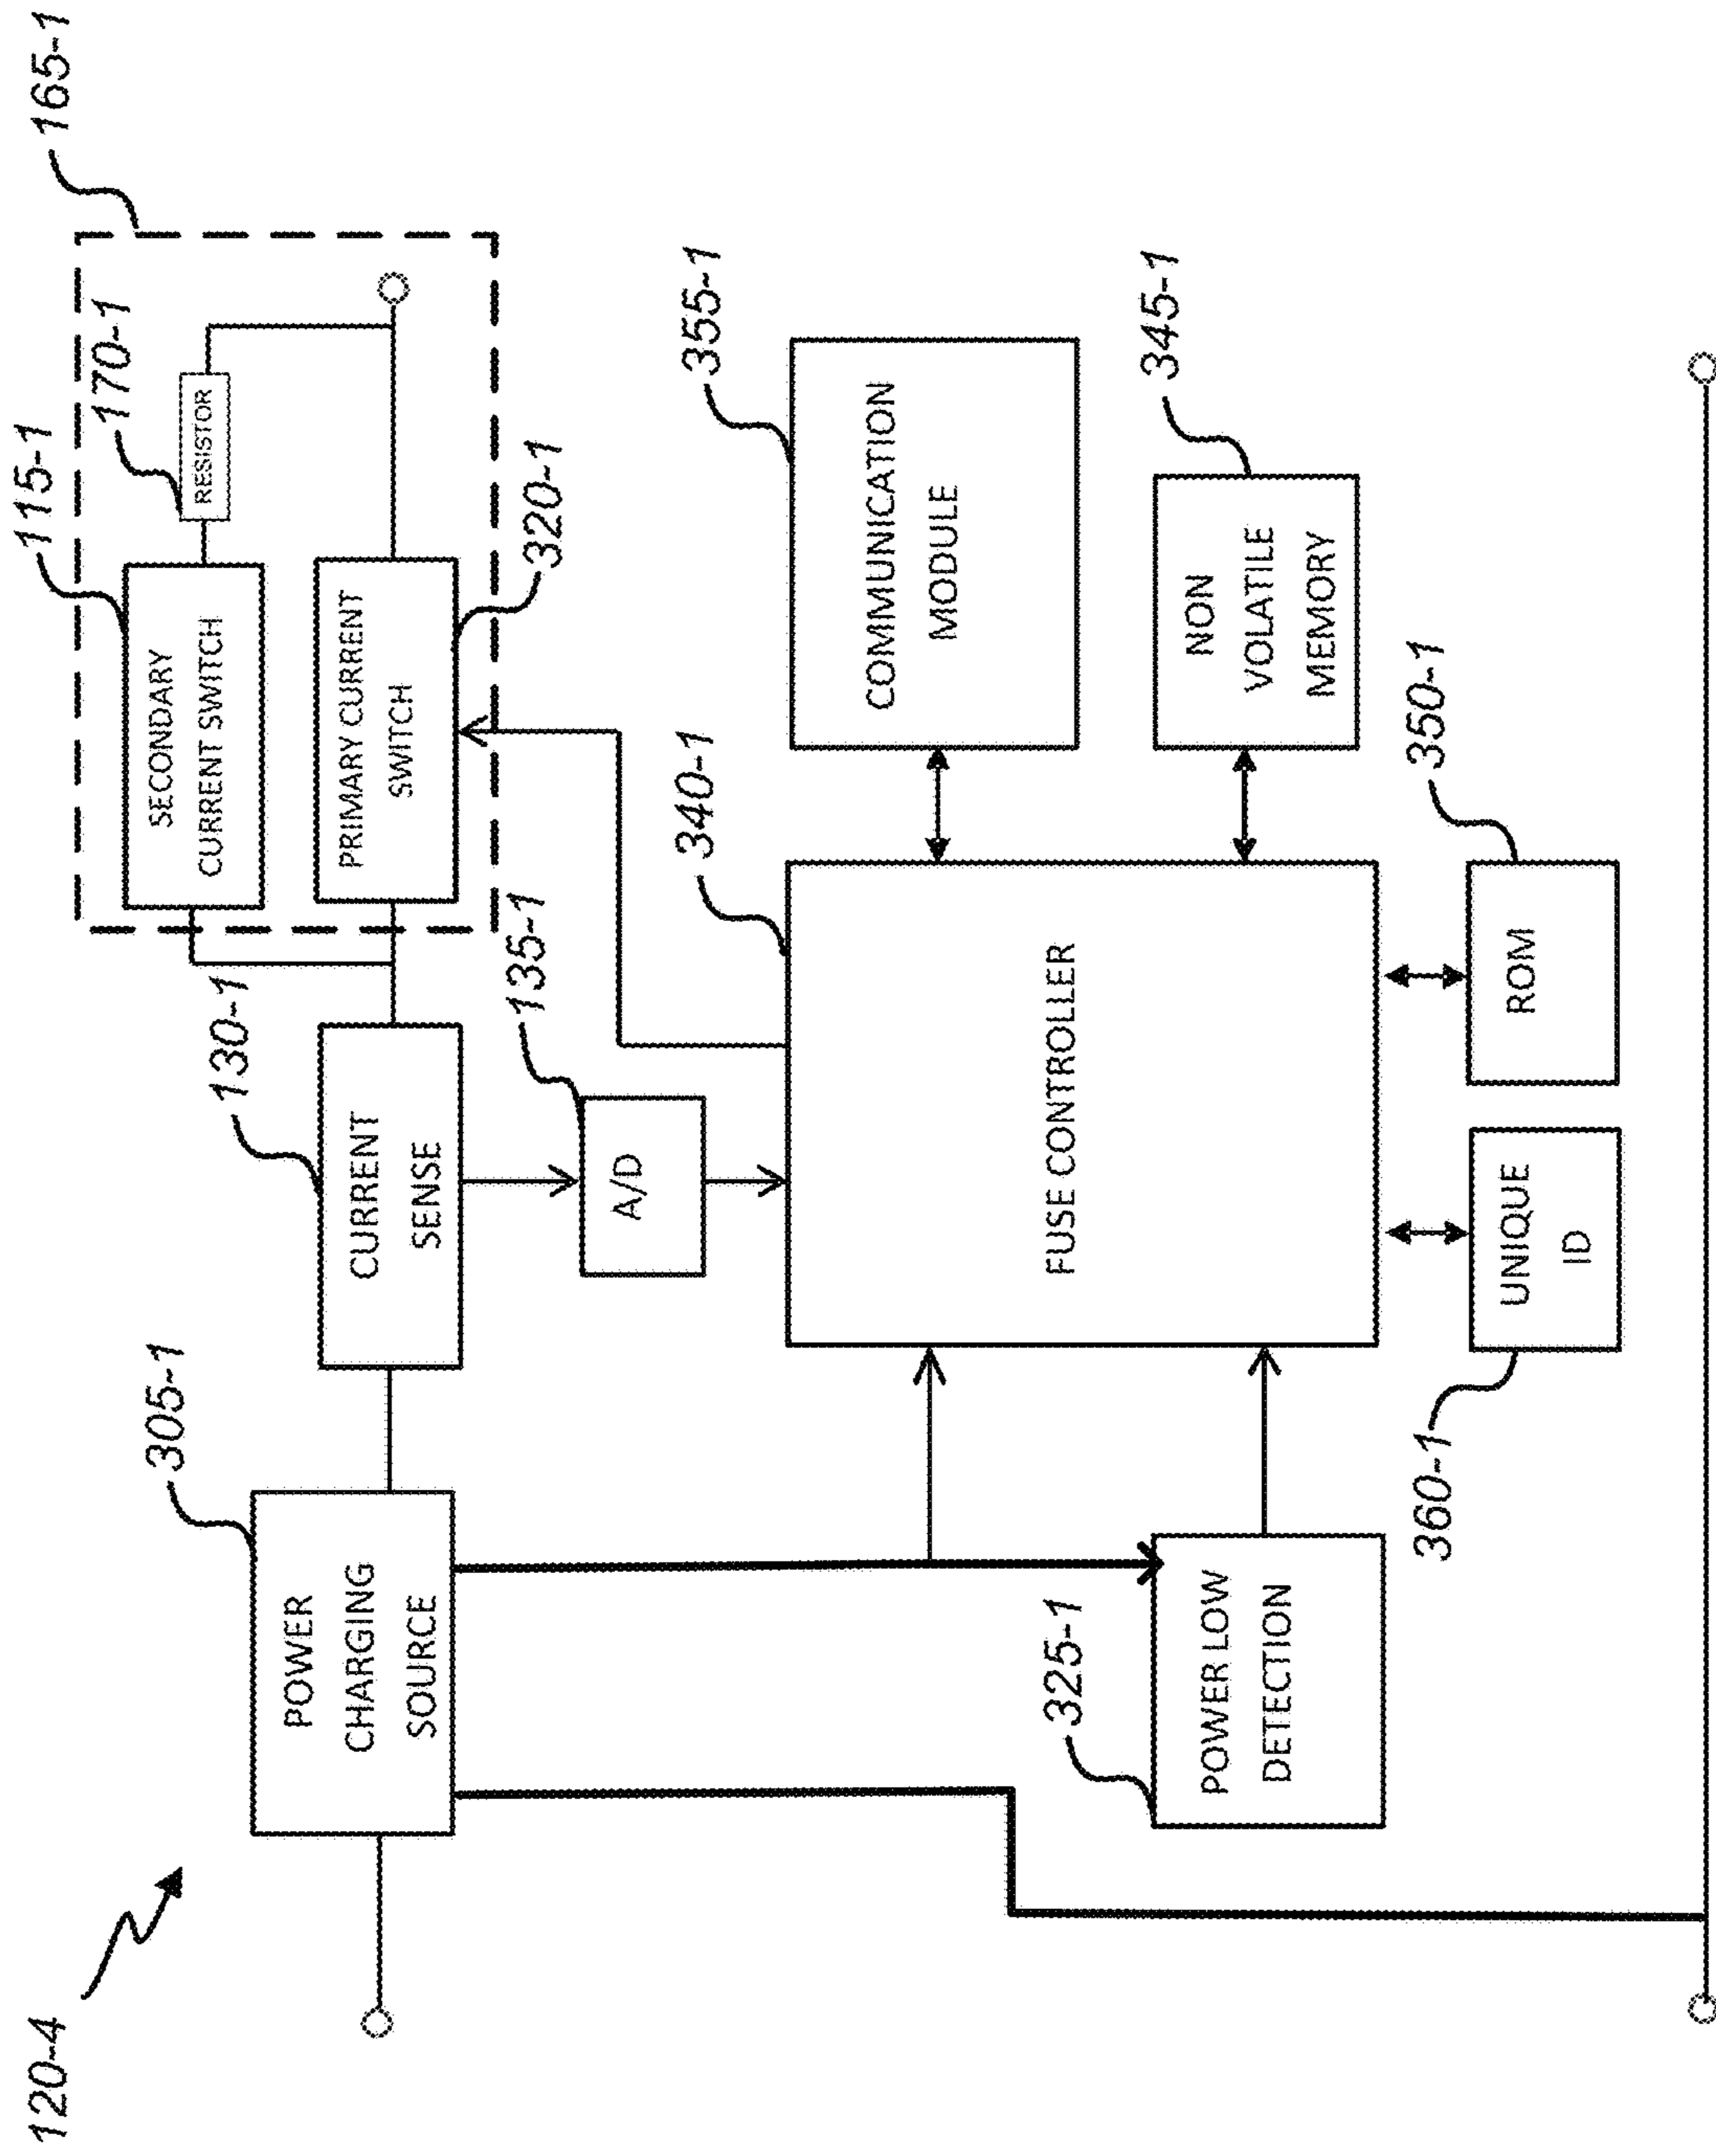 120-4
305-1
POWER
CHARGING
SOURCE
130-1
CURRENT
SENSE
165-1
115-1
SECONDARY
CURRENT SWITCH
170-1
RESISTOR
PRIMARY CURRENT
SWITCH
320-1
135-1
A/D
340-1
FUSE CONTROLLER
355-1
COMMUNICATION
MODULE
345-1
NON
VOLATILE
MEMORY
325-1
POWER LOW
DETECTION
360-1
UNIQUE
ID
350-1
ROM